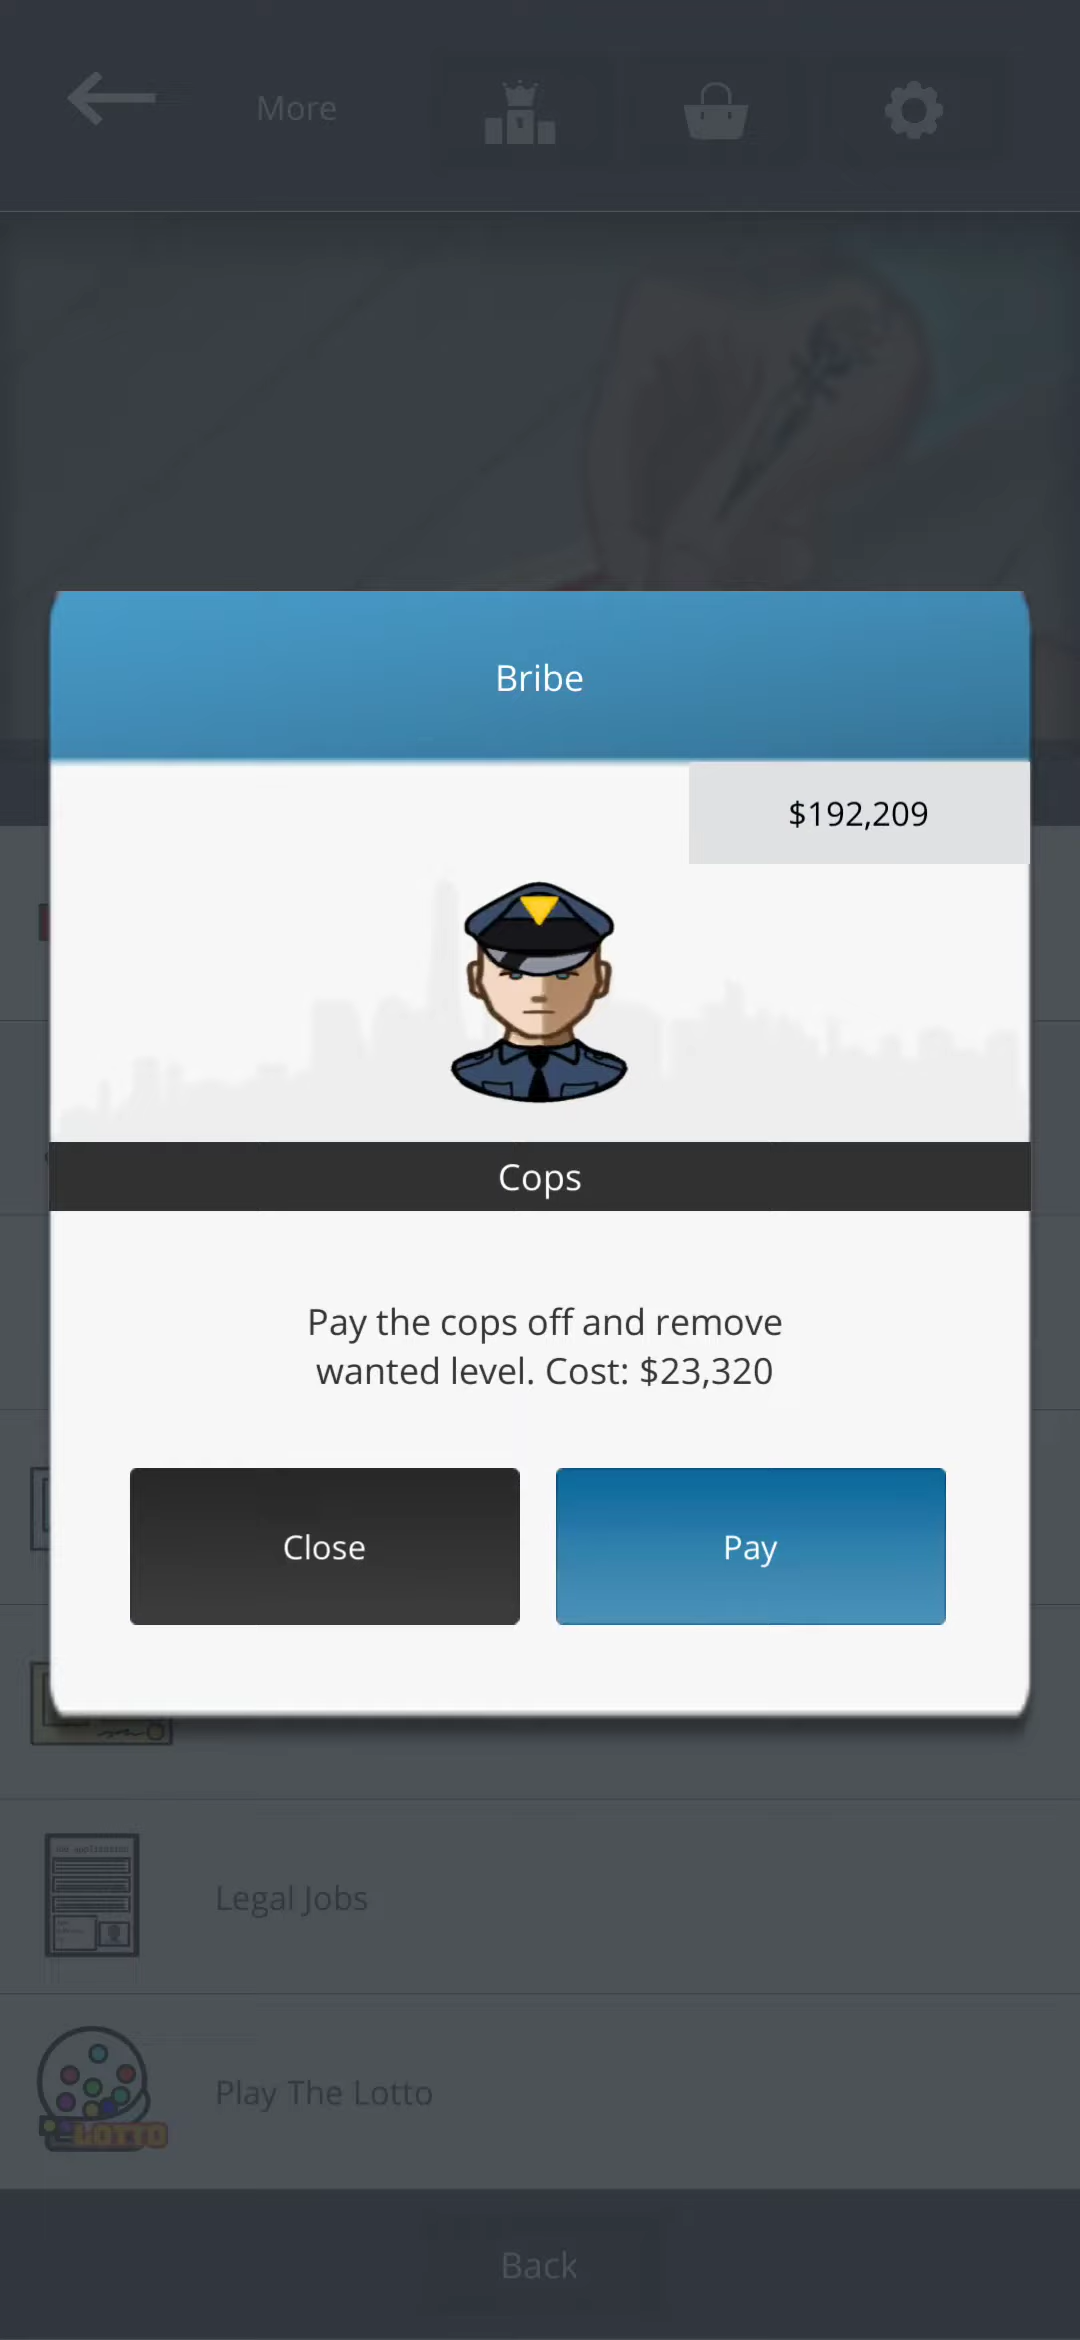 More
Bribe
$192,209
Cops
Pay the cops off and remove
wanted level. Cost: $23,320
Close
Pay
Legal Jobs
LOTTO
Play The Lotto
Back